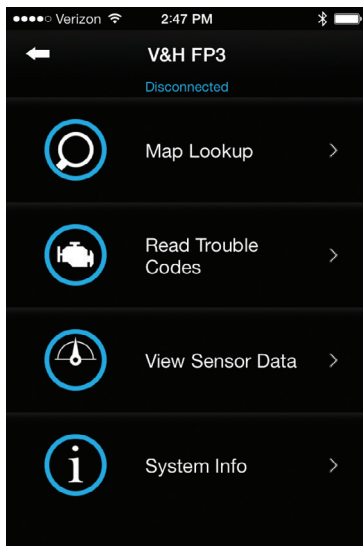 Verizon 2:47 PM
V&H FP3
Disconnected
Map Lookup
Read Trouble
Codes
View Sensor Data
System Info